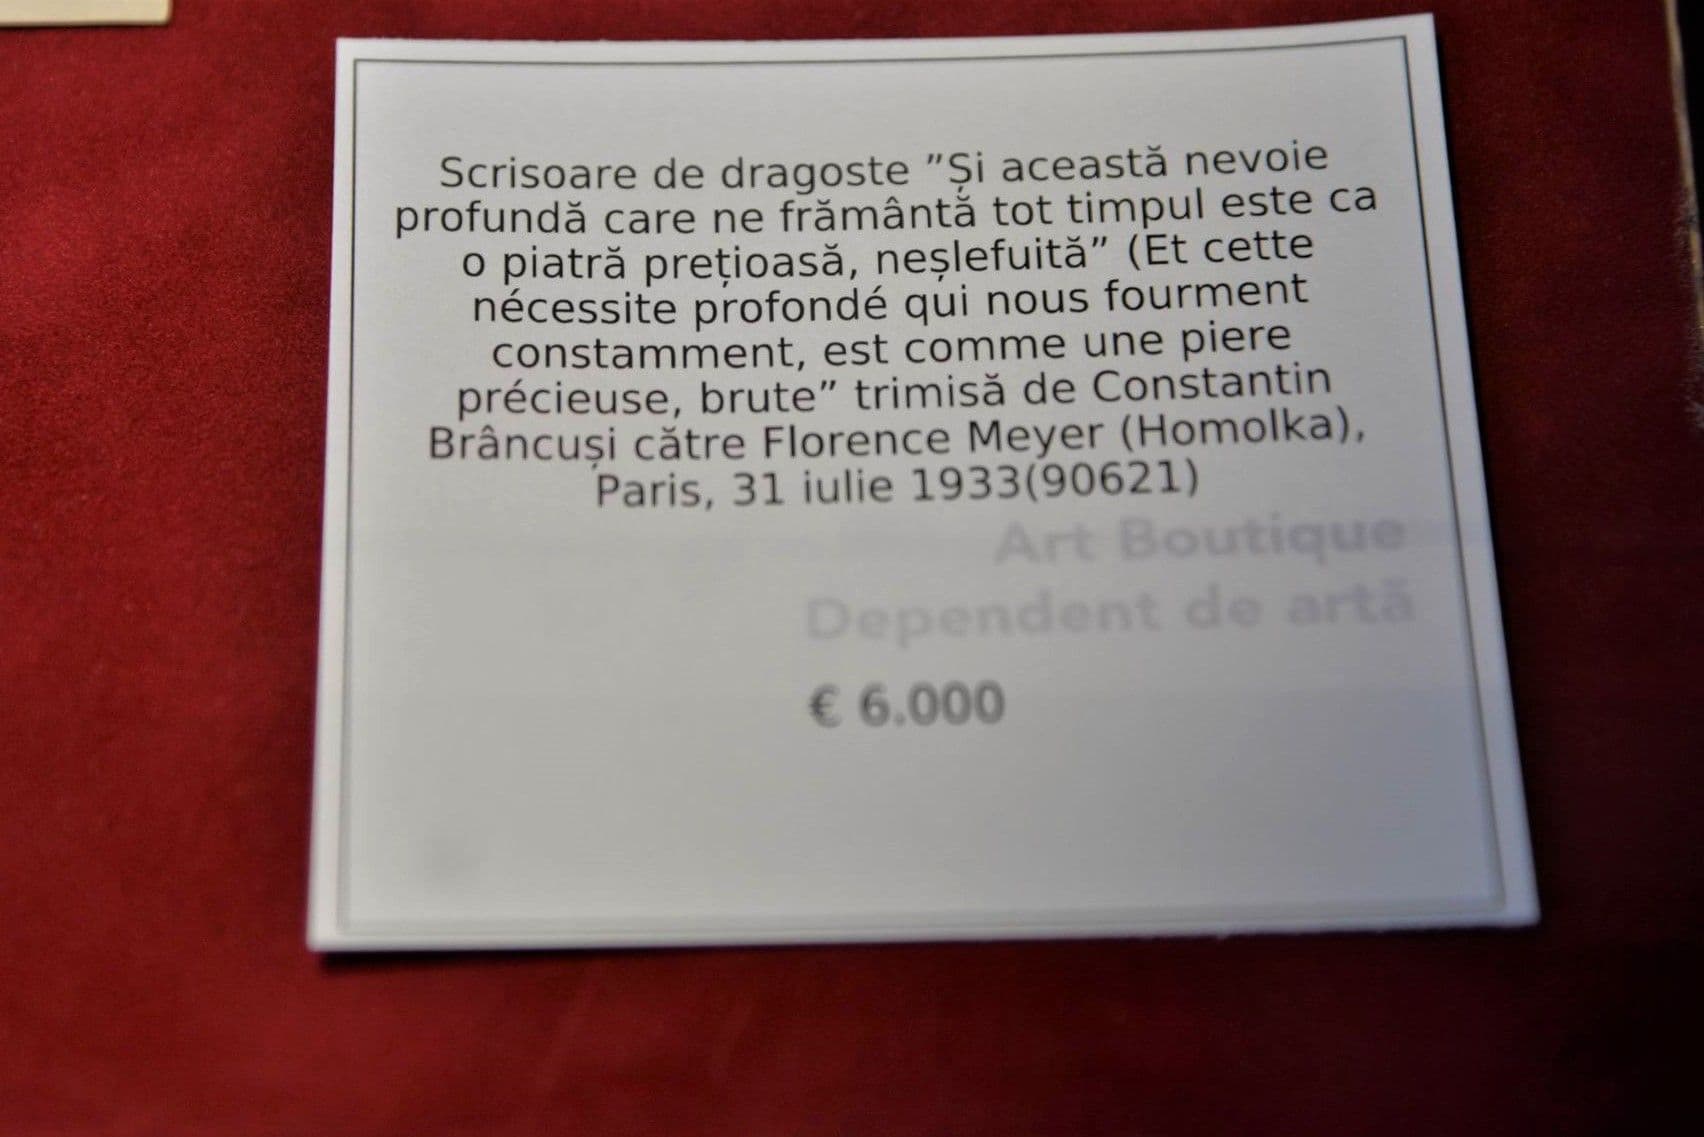 Scrisoare de dragoste ”Și această nevoie
profundă care ne frământă tot timpul este ca
o piatră prețioasă, neșlefuită” (Et cette
nécessite profondé qui nous fourment
constamment, est comme une piere
précieuse, brute” trimisă de Constantin
Brâncuși către Florence Meyer (Homolka),
Paris, 31 iulie 1933(90621)
Art Boutique
Dependent de artă
€ 6.000